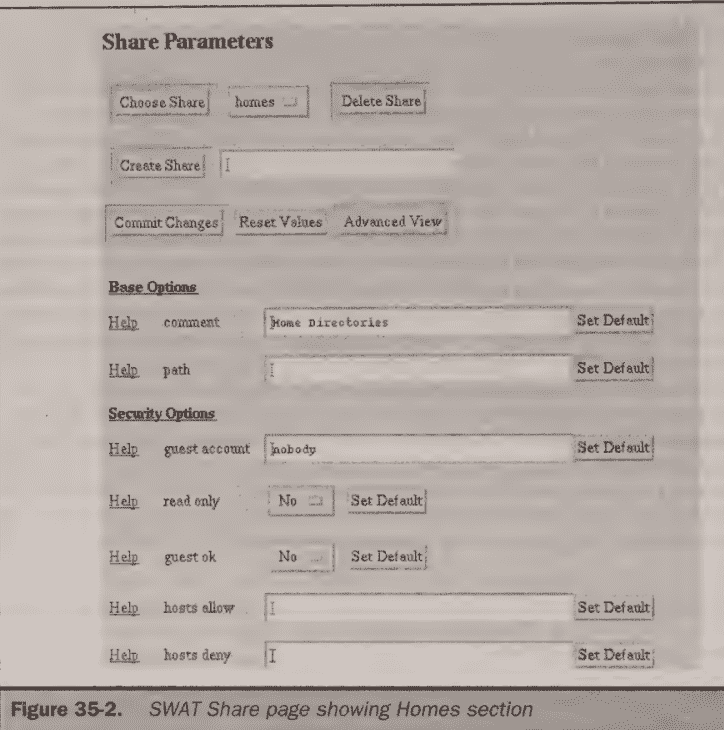 Share Parameters
Choose Share homes Delete Share
Create Share
Commit Changes Reset Values Advanced View
Base Options
Help comment Home Directories Set Default
Help path Set Default
Security Options
Help guest account nobody Set Default
Help read only No Set Default
Help guest ok No Set Default
Help hosts allow Set Default
Help hosts deny Set Default
Figure 35-2. SWAT Share page showing Homes section